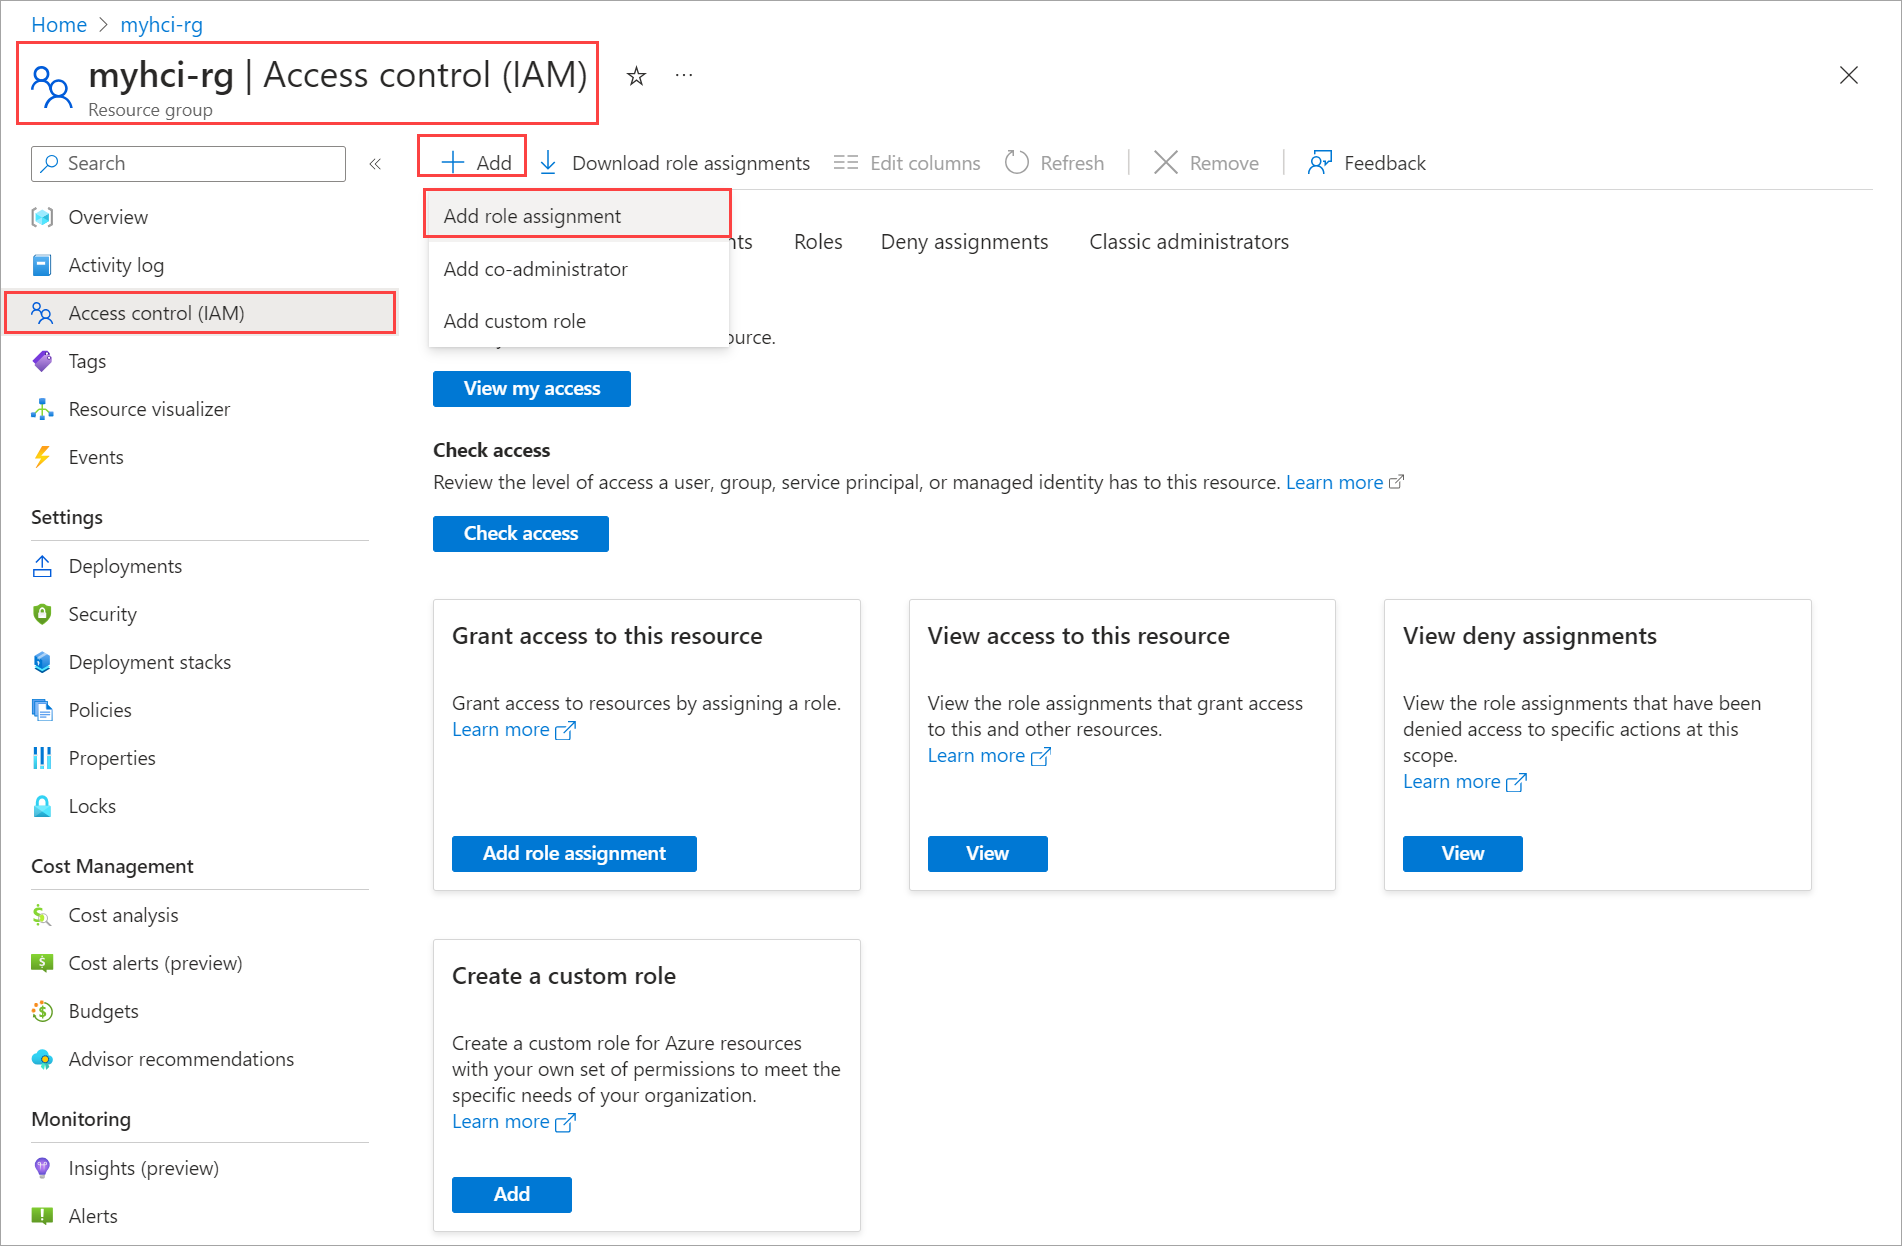 Home > myhci-rg
myhci-rg | Access control (IAM)
Resource group
Search
Add
Download role assignments
Edit columns
Refresh
Remove
Feedback
Add role assignment
Add co-administrator
Add custom role
Roles
Deny assignments
Classic administrators
View my access
Check access
Review the level of access a user, group, service principal, or managed identity has to this resource. Learn more
Check access
Overview
Activity log
Access control (IAM)
Tags
Resource visualizer
Events
Settings
Deployments
Security
Deployment stacks
Policies
Properties
Locks
Cost Management
Cost analysis
Cost alerts (preview)
Budgets
Advisor recommendations
Monitoring
Insights (preview)
Alerts
Grant access to this resource
Grant access to resources by assigning a role.
Learn more
Add role assignment
View access to this resource
View the role assignments that grant access
to this and other resources.
Learn more
View
View deny assignments
View the role assignments that have been
denied access to specific actions at this
scope.
Learn more
View
Create a custom role
Create a custom role for Azure resources
with your own set of permissions to meet the
specific needs of your organization.
Learn more
Add